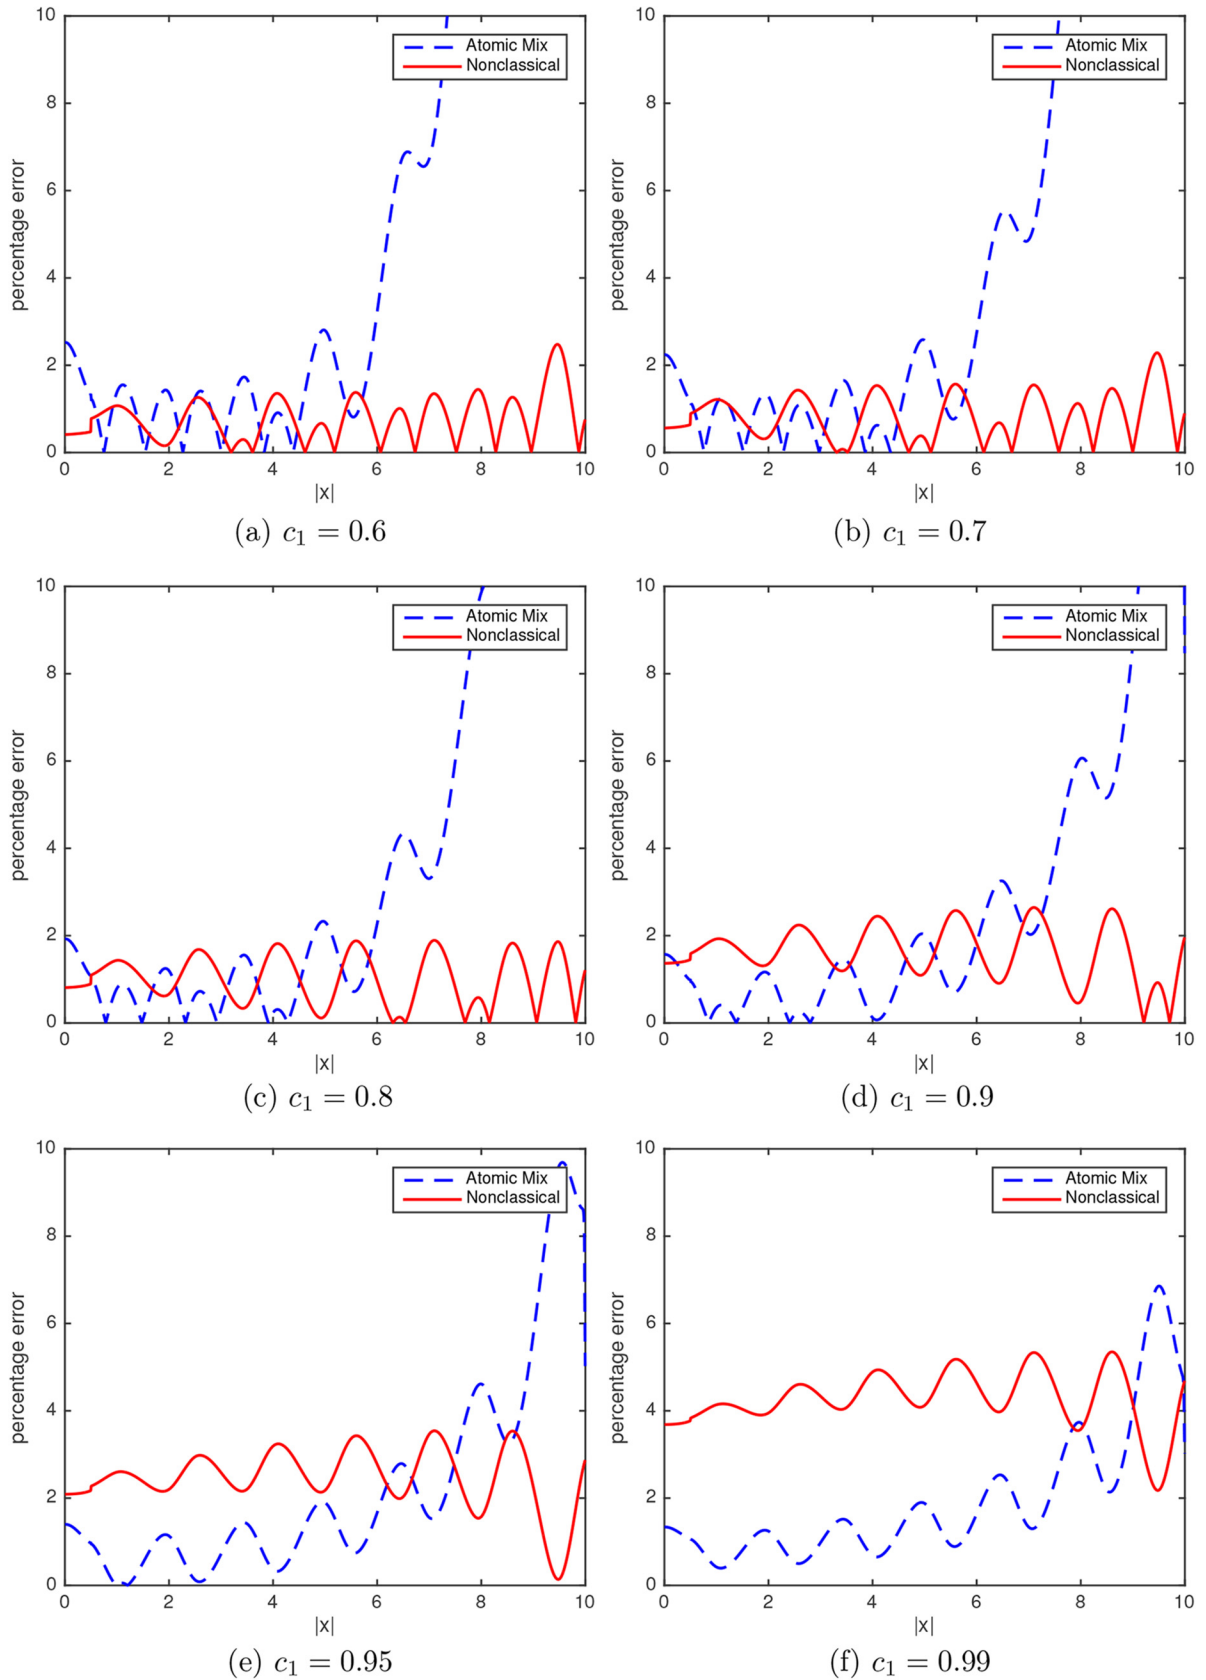 10
8
6
4
2
0
percentage error
Atomic Mix
Nonclassical
0 2 4 6 8 10
|x|
(a) c₁ = 0.6
10
8
6
4
2
0
percentage error
Atomic Mix
Nonclassical
0 2 4 6 8 10
|x|
(b) c₁ = 0.7
10
8
6
4
2
0
percentage error
Atomic Mix
Nonclassical
0 2 4 6 8 10
|x|
(c) c₁ = 0.8
10
8
6
4
2
0
percentage error
Atomic Mix
Nonclassical
0 2 4 6 8 10
|x|
(d) c₁ = 0.9
10
8
6
4
2
0
percentage error
Atomic Mix
Nonclassical
0 2 4 6 8 10
|x|
(e) c₁ = 0.95
10
8
6
4
2
0
percentage error
Atomic Mix
Nonclassical
0 2 4 6 8 10
|x|
(f) c₁ = 0.99